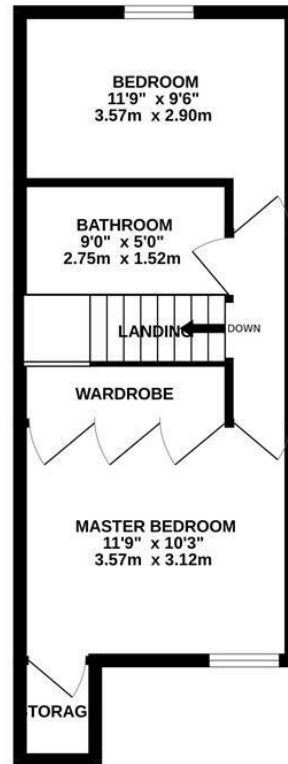 BEDROOM
11'9" x 9'6"
3.57m x 2.90m
BATHROOM
9'0" x 5'0"
2.75m x 1.52m
LANDING
DOWN
WARDROBE
MASTER BEDROOM
11'9" x 10'3"
3.57m x 3.12m
TORAG